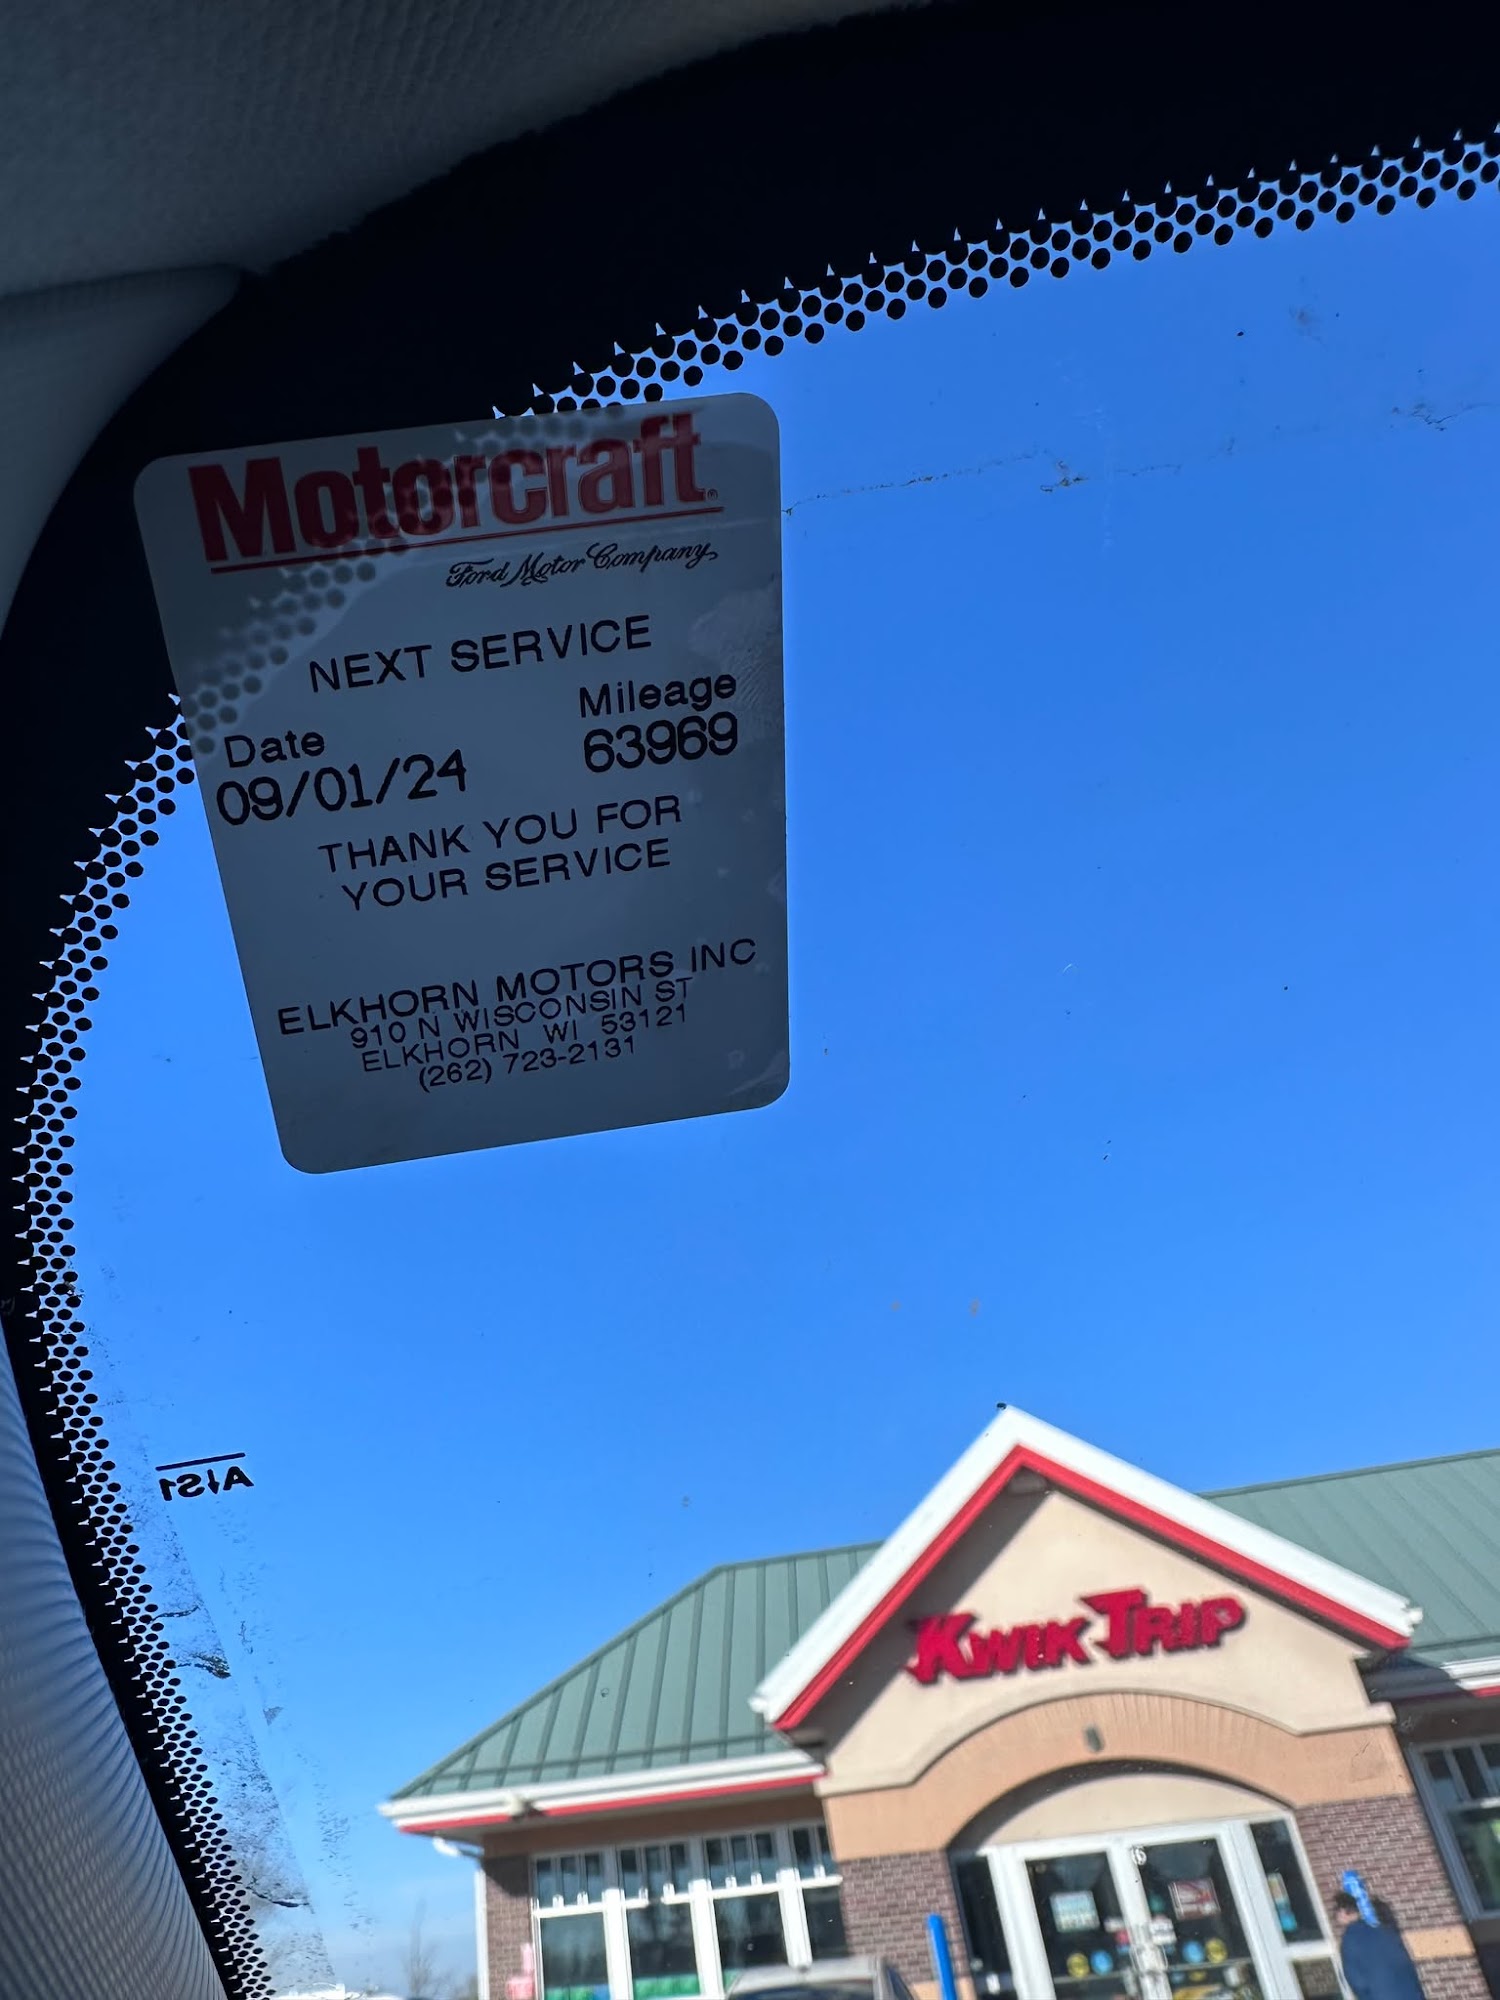 Motorcraft®
Ford Motor Company
NEXT SERVICE
Date Mileage
09/01/24 63969
THANK YOU FOR
YOUR SERVICE
ELKHORN MOTORS INC
910 N WISCONSIN ST
ELKHORN WI 53121
(262) 723-2131
AS1
KWIK TRIP